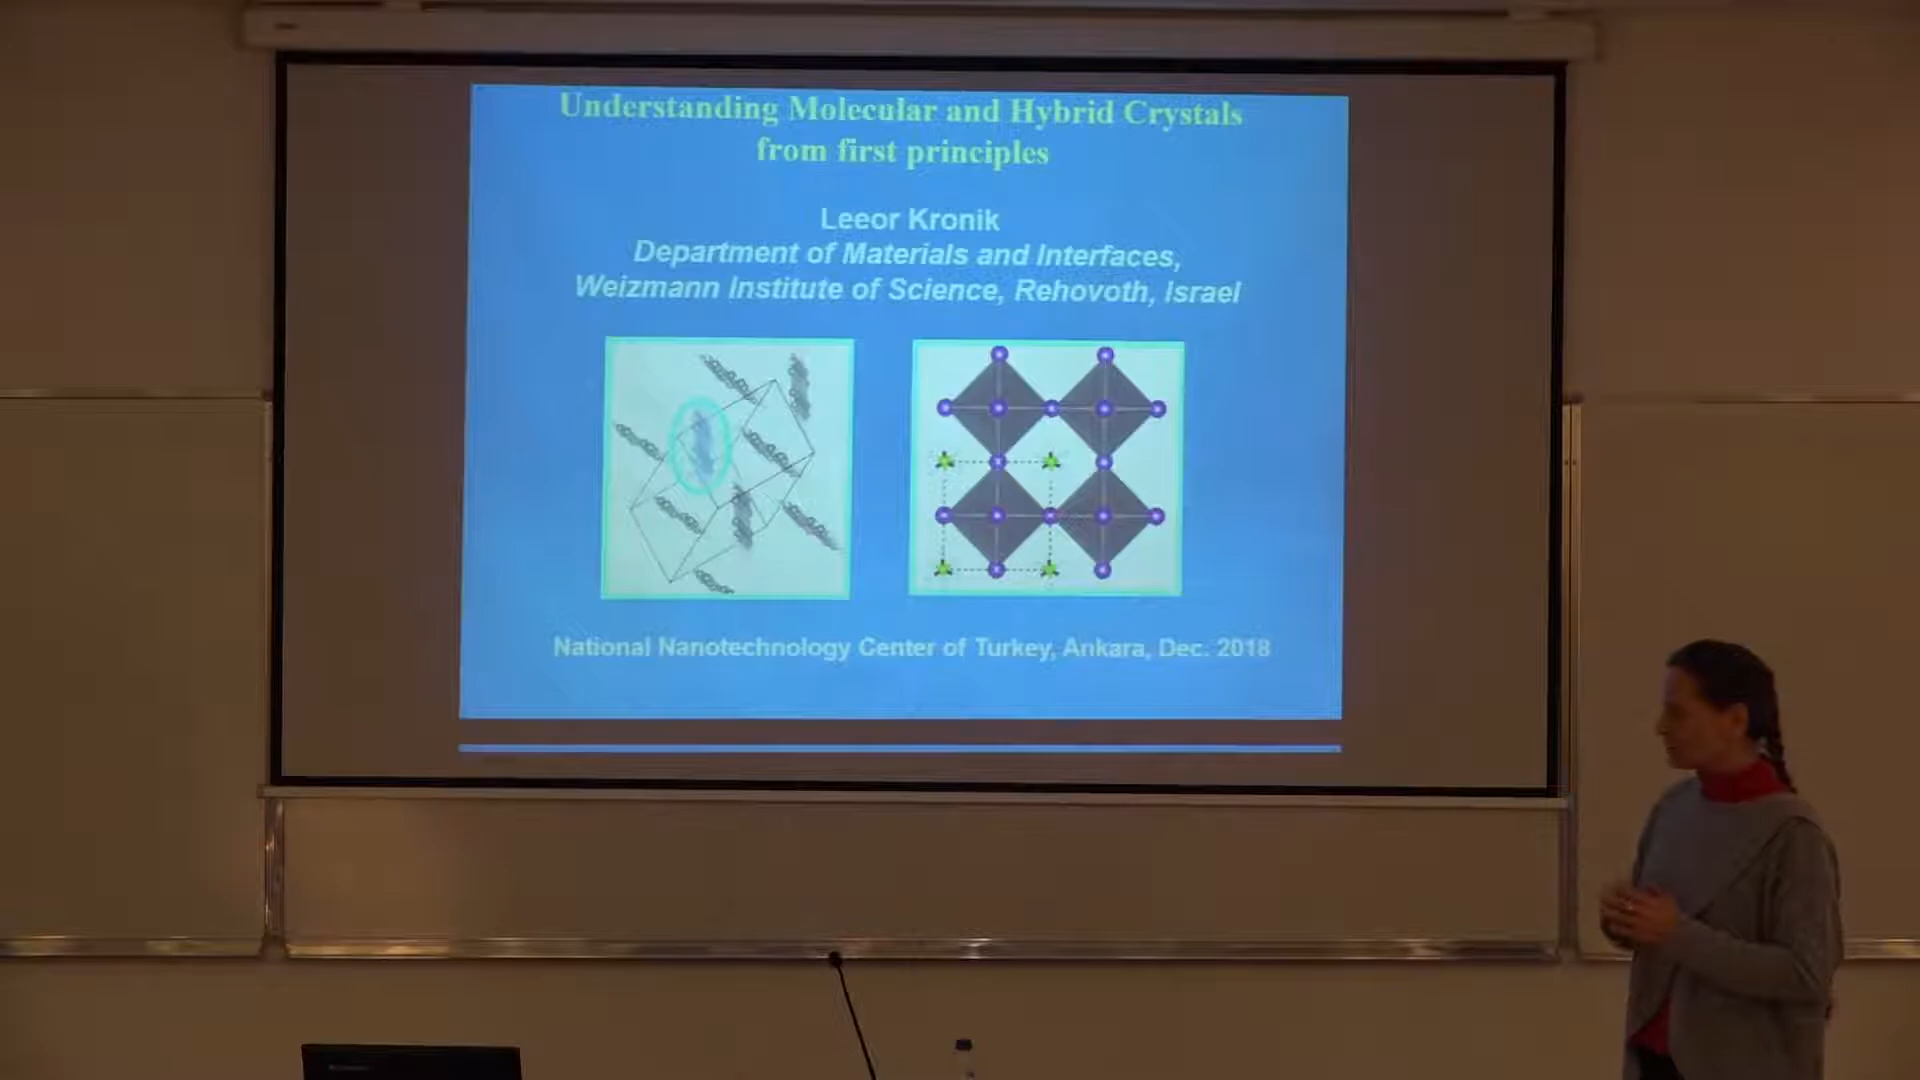 Understanding Molecular and Hybrid Crystals
from first principles
Leeor Kronik
Department of Materials and Interfaces,
Weizmann Institute of Science, Rehovoth, Israel
National Nanotechnology Center of Turkey, Ankara, Dec. 2018